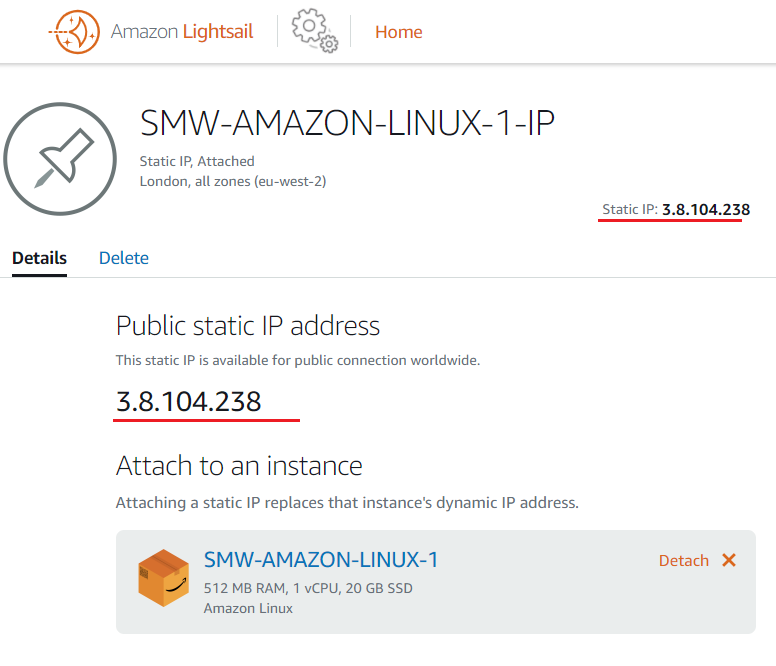 Amazon Lightsail
Home
SMW-AMAZON-LINUX-1-IP
Static IP, Attached
London, all zones (eu-west-2)
Static IP: 3.8.104.238
Details
Delete
Public static IP address
This static IP is available for public connection worldwide.
3.8.104.238
Attach to an instance
Attaching a static IP replaces that instance's dynamic IP address.
SMW-AMAZON-LINUX-1
Detach
512 MB RAM, 1 vCPU, 20 GB SSD
Amazon Linux